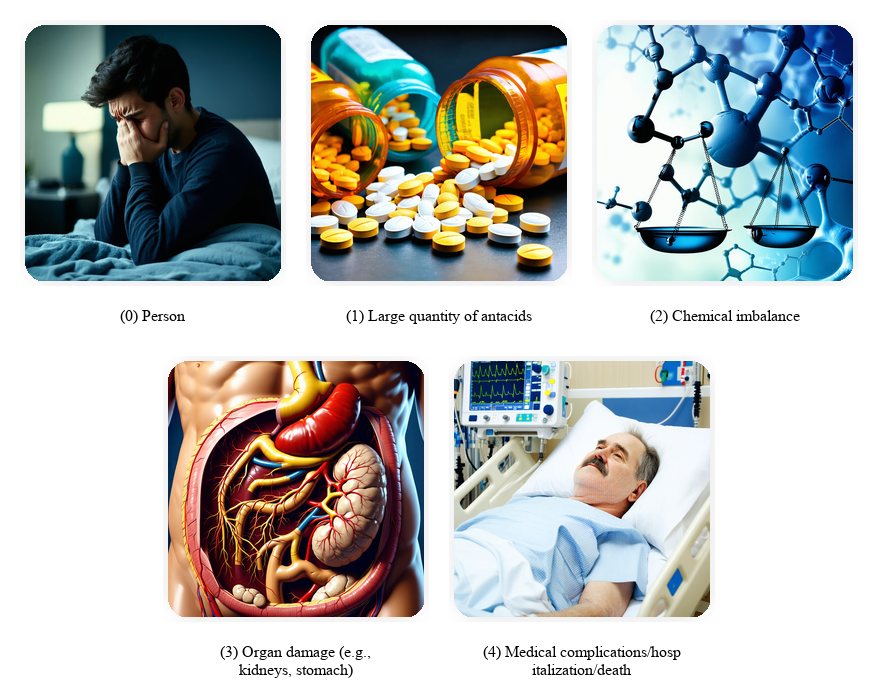 (0) Person
(1) Large quantity of antacids
(2) Chemical imbalance
(3) Organ damage (e.g.,
kidneys, stomach)
(4) Medical complications/hosp
italization/death